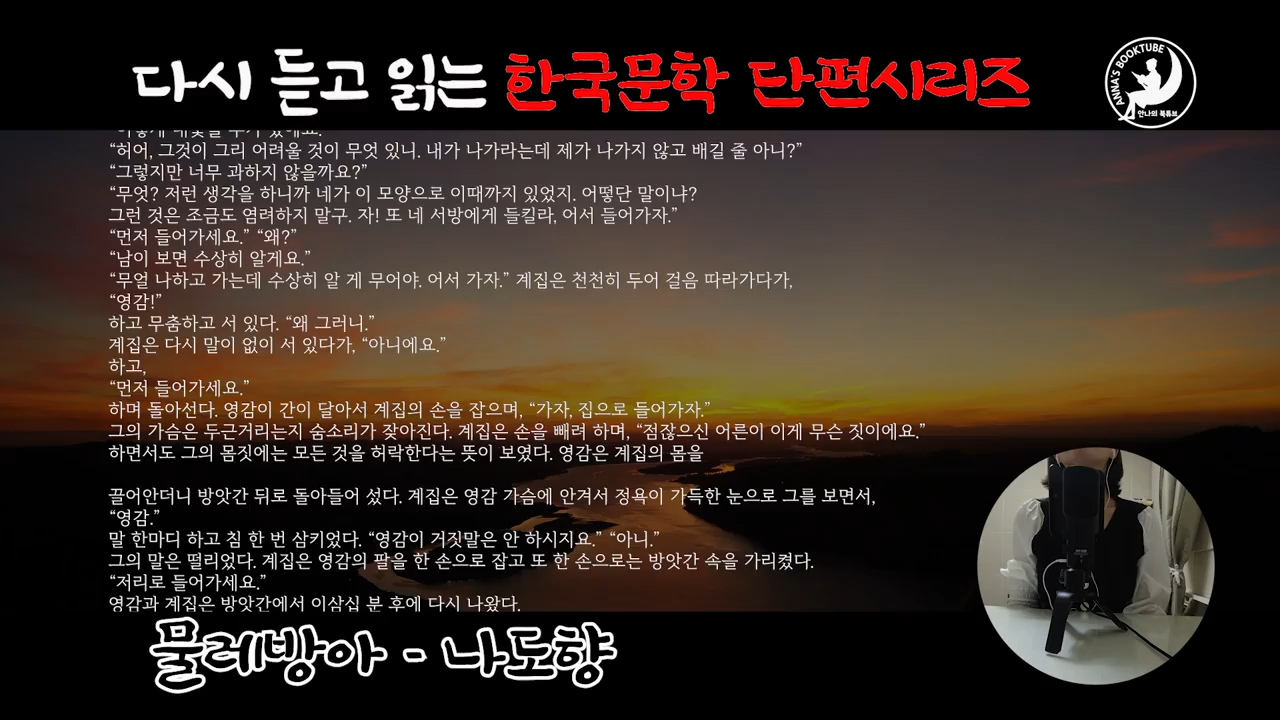 다시 듣고 읽는 한국문학 단편시리즈
ANNA'S BOOKTUBE
안나의 북튜브
“허어, 그것이 그리 어려울 것이 무엇 있니. 내가 나가라는데 제가 나가지 않고 배길 줄 아니?”
“그렇지만 너무 과하지 않을까요?”
“무엇? 저런 생각을 하니까 네가 이 모양으로 이때까지 있었지. 어떻단 말이냐?
그런 것은 조금도 염려하지 말구. 자! 또 네 서방에게 들킬라, 어서 들어가자.”
“먼저 들어가세요.” “왜?”
“남이 보면 수상히 알게요.”
“무얼 나하고 가는데 수상히 알 게 무어야. 어서 가자.” 계집은 천천히 두어 걸음 따라가다가,
“영감!”
하고 무춤하고 서 있다. “왜 그러니.”
계집은 다시 말이 없이 서 있다가, “아니에요.”
하고,
“먼저 들어가세요.”
하며 돌아선다. 영감이 간이 달아서 계집의 손을 잡으며, “가자, 집으로 들어가자.”
그의 가슴은 두근거리는지 숨소리가 잦아진다. 계집은 손을 빼려 하며, “점잖으신 어른이 이게 무슨 짓이에요.”
하면서도 그의 몸짓에는 모든 것을 허락한다는 뜻이 보였다. 영감은 계집의 몸을
끌어안더니 방앗간 뒤로 돌아들어 섰다. 계집은 영감 가슴에 안겨서 정욕이 가득한 눈으로 그를 보면서,
“영감.”
말 한마디 하고 침 한 번 삼키었다. “영감이 거짓말은 안 하시지요.” “아니.”
그의 말은 떨리었다. 계집은 영감의 팔을 한 손으로 잡고 또 한 손으로는 방앗간 속을 가리켰다.
“저리로 들어가세요.”
영감과 계집은 방앗간에서 이삼십 분 후에 다시 나왔다.
물레방아 - 나도향